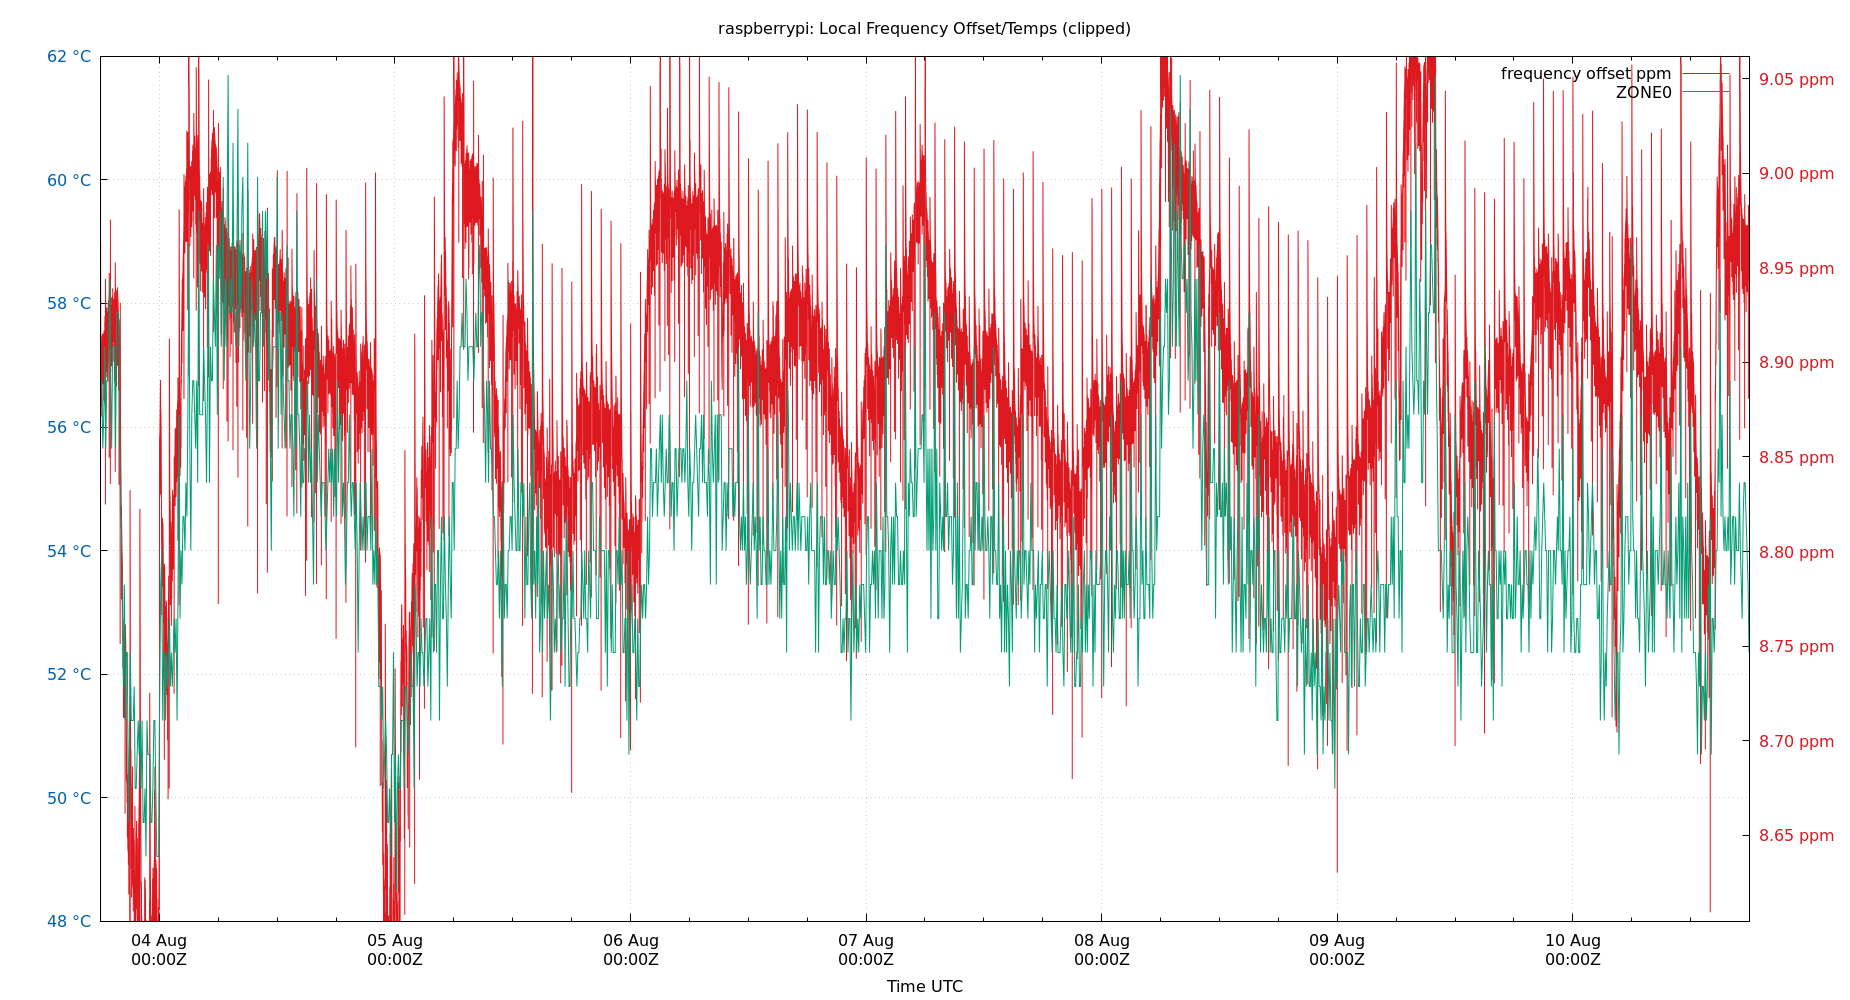 raspberrypi: Local Frequency Offset/Temps (clipped)
62 °C
60 °C
58 °C
56 °C
54 °C
52 °C
50 °C
48 °C
frequency offset ppm
ZONE0
9.05 ppm
9.00 ppm
8.95 ppm
8.90 ppm
8.85 ppm
8.80 ppm
8.75 ppm
8.70 ppm
8.65 ppm
04 Aug 05 Aug 06 Aug 07 Aug 08 Aug 09 Aug 10 Aug
00:00Z 00:00Z 00:00Z 00:00Z 00:00Z 00:00Z 00:00Z
Time UTC